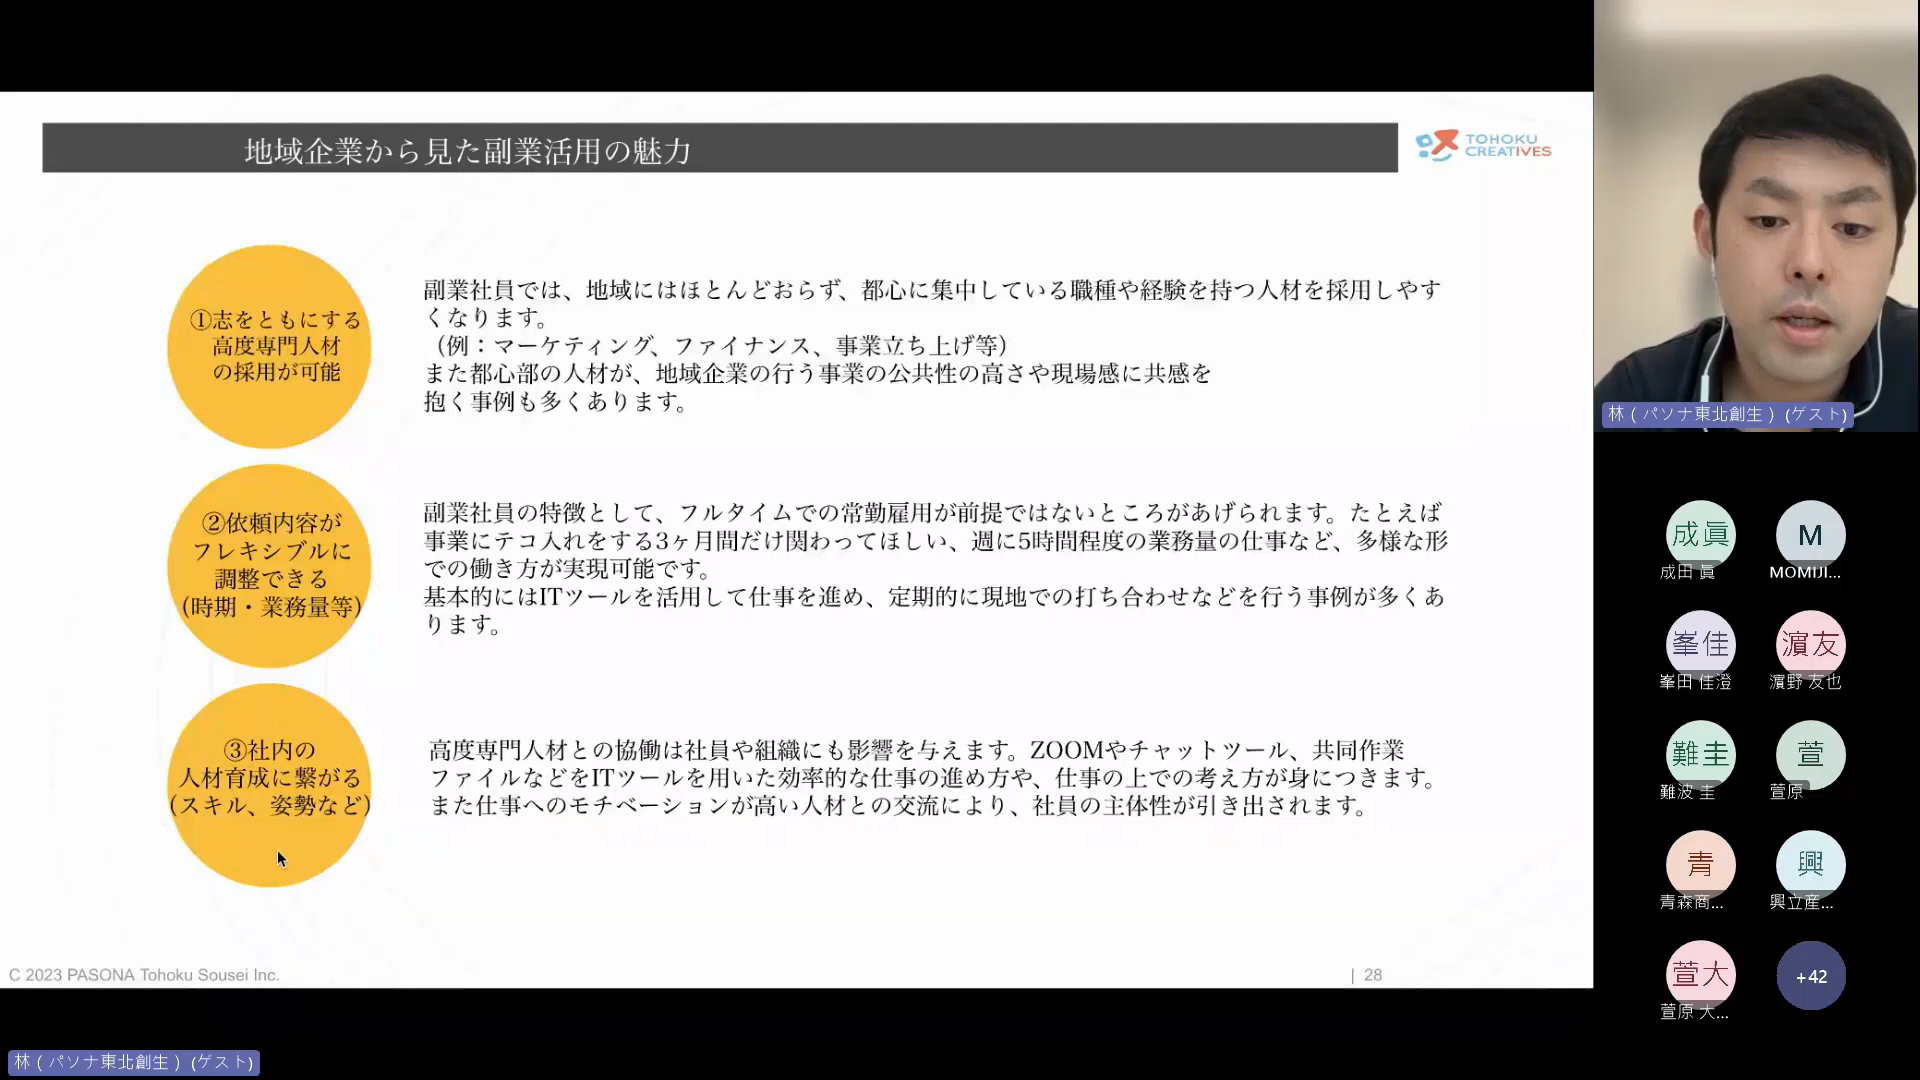 地域企業から見た副業活用の魅力
TOHOKU
CREATIVES
①志をともにする
高度専門人材
の採用が可能
副業社員では、地域にはほとんどおらず、都心に集中している職種や経験を持つ人材を採用しやす
くなります。
（例：マーケティング、ファイナンス、事業立ち上げ等）
また都心部の人材が、地域企業の行う事業の公共性の高さや現場感に共感を
抱く事例も多くあります。
②依頼内容が
フレキシブルに
調整できる
(時期・業務量等)
副業社員の特徴として、フルタイムでの常勤雇用が前提ではないところがあげられます。たとえば
事業にテコ入れをする3ヶ月間だけ関わってほしい、週に5時間程度の業務量の仕事など、多様な形
での働き方が実現可能です。
基本的にはITツールを活用して仕事を進め、定期的に現地での打ち合わせなどを行う事例が多くあ
ります。
③社内の
人材育成に繋がる
(スキル、姿勢など)
高度専門人材との協働は社員や組織にも影響を与えます。ZOOMやチャットツール、共同作業
ファイルなどをITツールを用いた効率的な仕事の進め方や、仕事の上での考え方が身につきます。
また仕事へのモチベーションが高い人材との交流により、社員の主体性が引き出されます。
C 2023 PASONA Tohoku Sousei Inc.
| 28
林（パソナ東北創生）(ゲスト)
成眞
成田 眞
M
MOMIJI...
峯佳
峯田 佳澄
濵友
濵野 友也
難圭
難波 圭
萱
萱原
青
青森商...
興
興立産...
萱大
萱原 大...
+42
林（パソナ東北創生）(ゲスト)